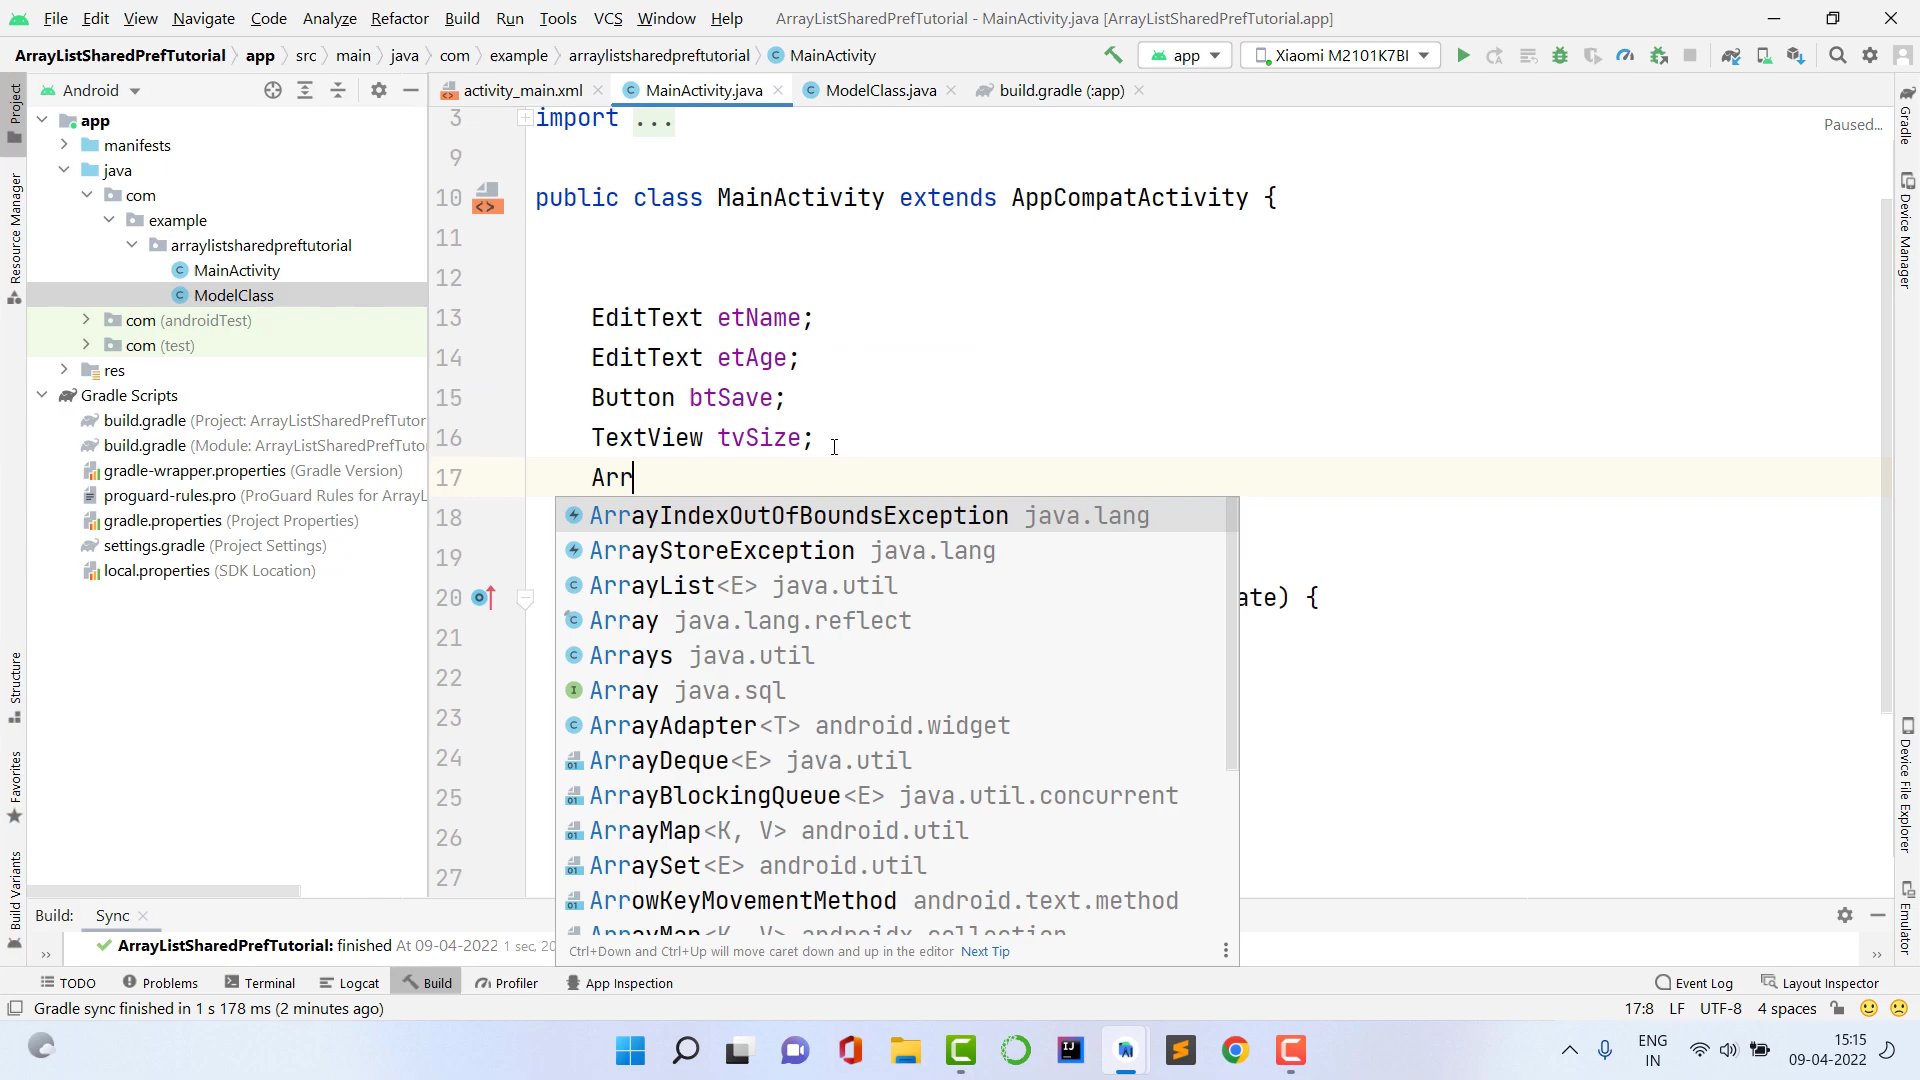 File Edit View Navigate Code Analyze Refactor Build Run Tools VCS Window Help ArrayListSharedPrefTutorial - MainActivity.java [ArrayListSharedPrefTutorial.app]
ArrayListSharedPrefTutorial app src main java com example arraylistsharedpreftutorial MainActivity app Xiaomi M2101K7BI
Android activity_main.xml MainActivity.java ModelClass.java build.gradle (:app)
Project
Resource Manager
Structure
Favorites
Build Variants
app
manifests
java
com
example
arraylistsharedpreftutorial
MainActivity
ModelClass
com (androidTest)
com (test)
res
Gradle Scripts
build.gradle (Project: ArrayListSharedPrefTutor
build.gradle (Module: ArrayListSharedPrefTuto
gradle-wrapper.properties (Gradle Version)
proguard-rules.pro (ProGuard Rules for ArrayL
gradle.properties (Project Properties)
settings.gradle (Project Settings)
local.properties (SDK Location)
3 import ...
Paused...
9
10 public class MainActivity extends AppCompatActivity {
11
12
13 EditText etName;
14 EditText etAge;
15 Button btSave;
16 TextView tvSize;
17 Arr
18
19
20 ate) {
21
22
23
24
25
26
27
ArrayIndexOutOfBoundsException java.lang
ArrayStoreException java.lang
ArrayList<E> java.util
Array java.lang.reflect
Arrays java.util
Array java.sql
ArrayAdapter<T> android.widget
ArrayDeque<E> java.util
ArrayBlockingQueue<E> java.util.concurrent
ArrayMap<K, V> android.util
ArraySet<E> android.util
ArrowKeyMovementMethod android.text.method
ArrayMap<K, V> androidx.collection
Ctrl+Down and Ctrl+Up will move caret down and up in the editor Next Tip
Gradle
Device Manager
Device File Explorer
Emulator
Build: Sync
ArrayListSharedPrefTutorial: finished At 09-04-2022 1 sec, 20
TODO Problems Terminal Logcat Build Profiler App Inspection Event Log Layout Inspector
Gradle sync finished in 1 s 178 ms (2 minutes ago) 17:8 LF UTF-8 4 spaces
ENG
IN
15:15
09-04-2022